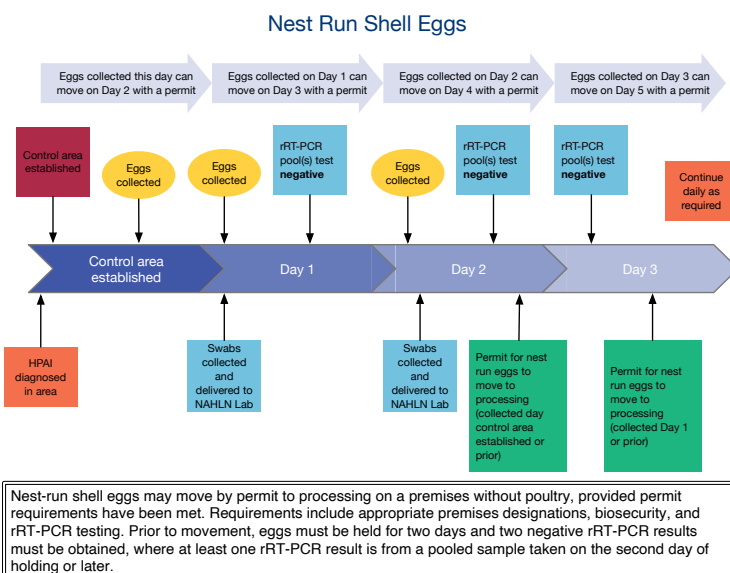 Nest Run Shell Eggs
Eggs collected this day can
move on Day 2 with a permit
Eggs collected on Day 1 can
move on Day 3 with a permit
Eggs collected on Day 2 can
move on Day 4 with a permit
Eggs collected on Day 3 can
move on Day 5 with a permit
Control area
established
Eggs
collected
Eggs
collected
rRT-PCR
pool(s) test
negative
Eggs
collected
rRT-PCR
pool(s) test
negative
rRT-PCR
pool(s) test
negative
Continue
daily as
required
Control area
established
Day 1
Day 2
Day 3
HPAI
diagnosed
in area
Swabs
collected
and
delivered to
NAHLN Lab
Swabs
collected
and
delivered to
NAHLN Lab
Permit for nest
run eggs to
move to
processing
(collected day
control area
established or
prior)
Permit for nest
run eggs to
move to
processing
(collected Day 1
or prior)
Nest-run shell eggs may move by permit to processing on a premises without poultry, provided permit
requirements have been met. Requirements include appropriate premises designations, biosecurity, and
rRT-PCR testing. Prior to movement, eggs must be held for two days and two negative rRT-PCR results
must be obtained, where at least one rRT-PCR result is from a pooled sample taken on the second day of
holding or later.